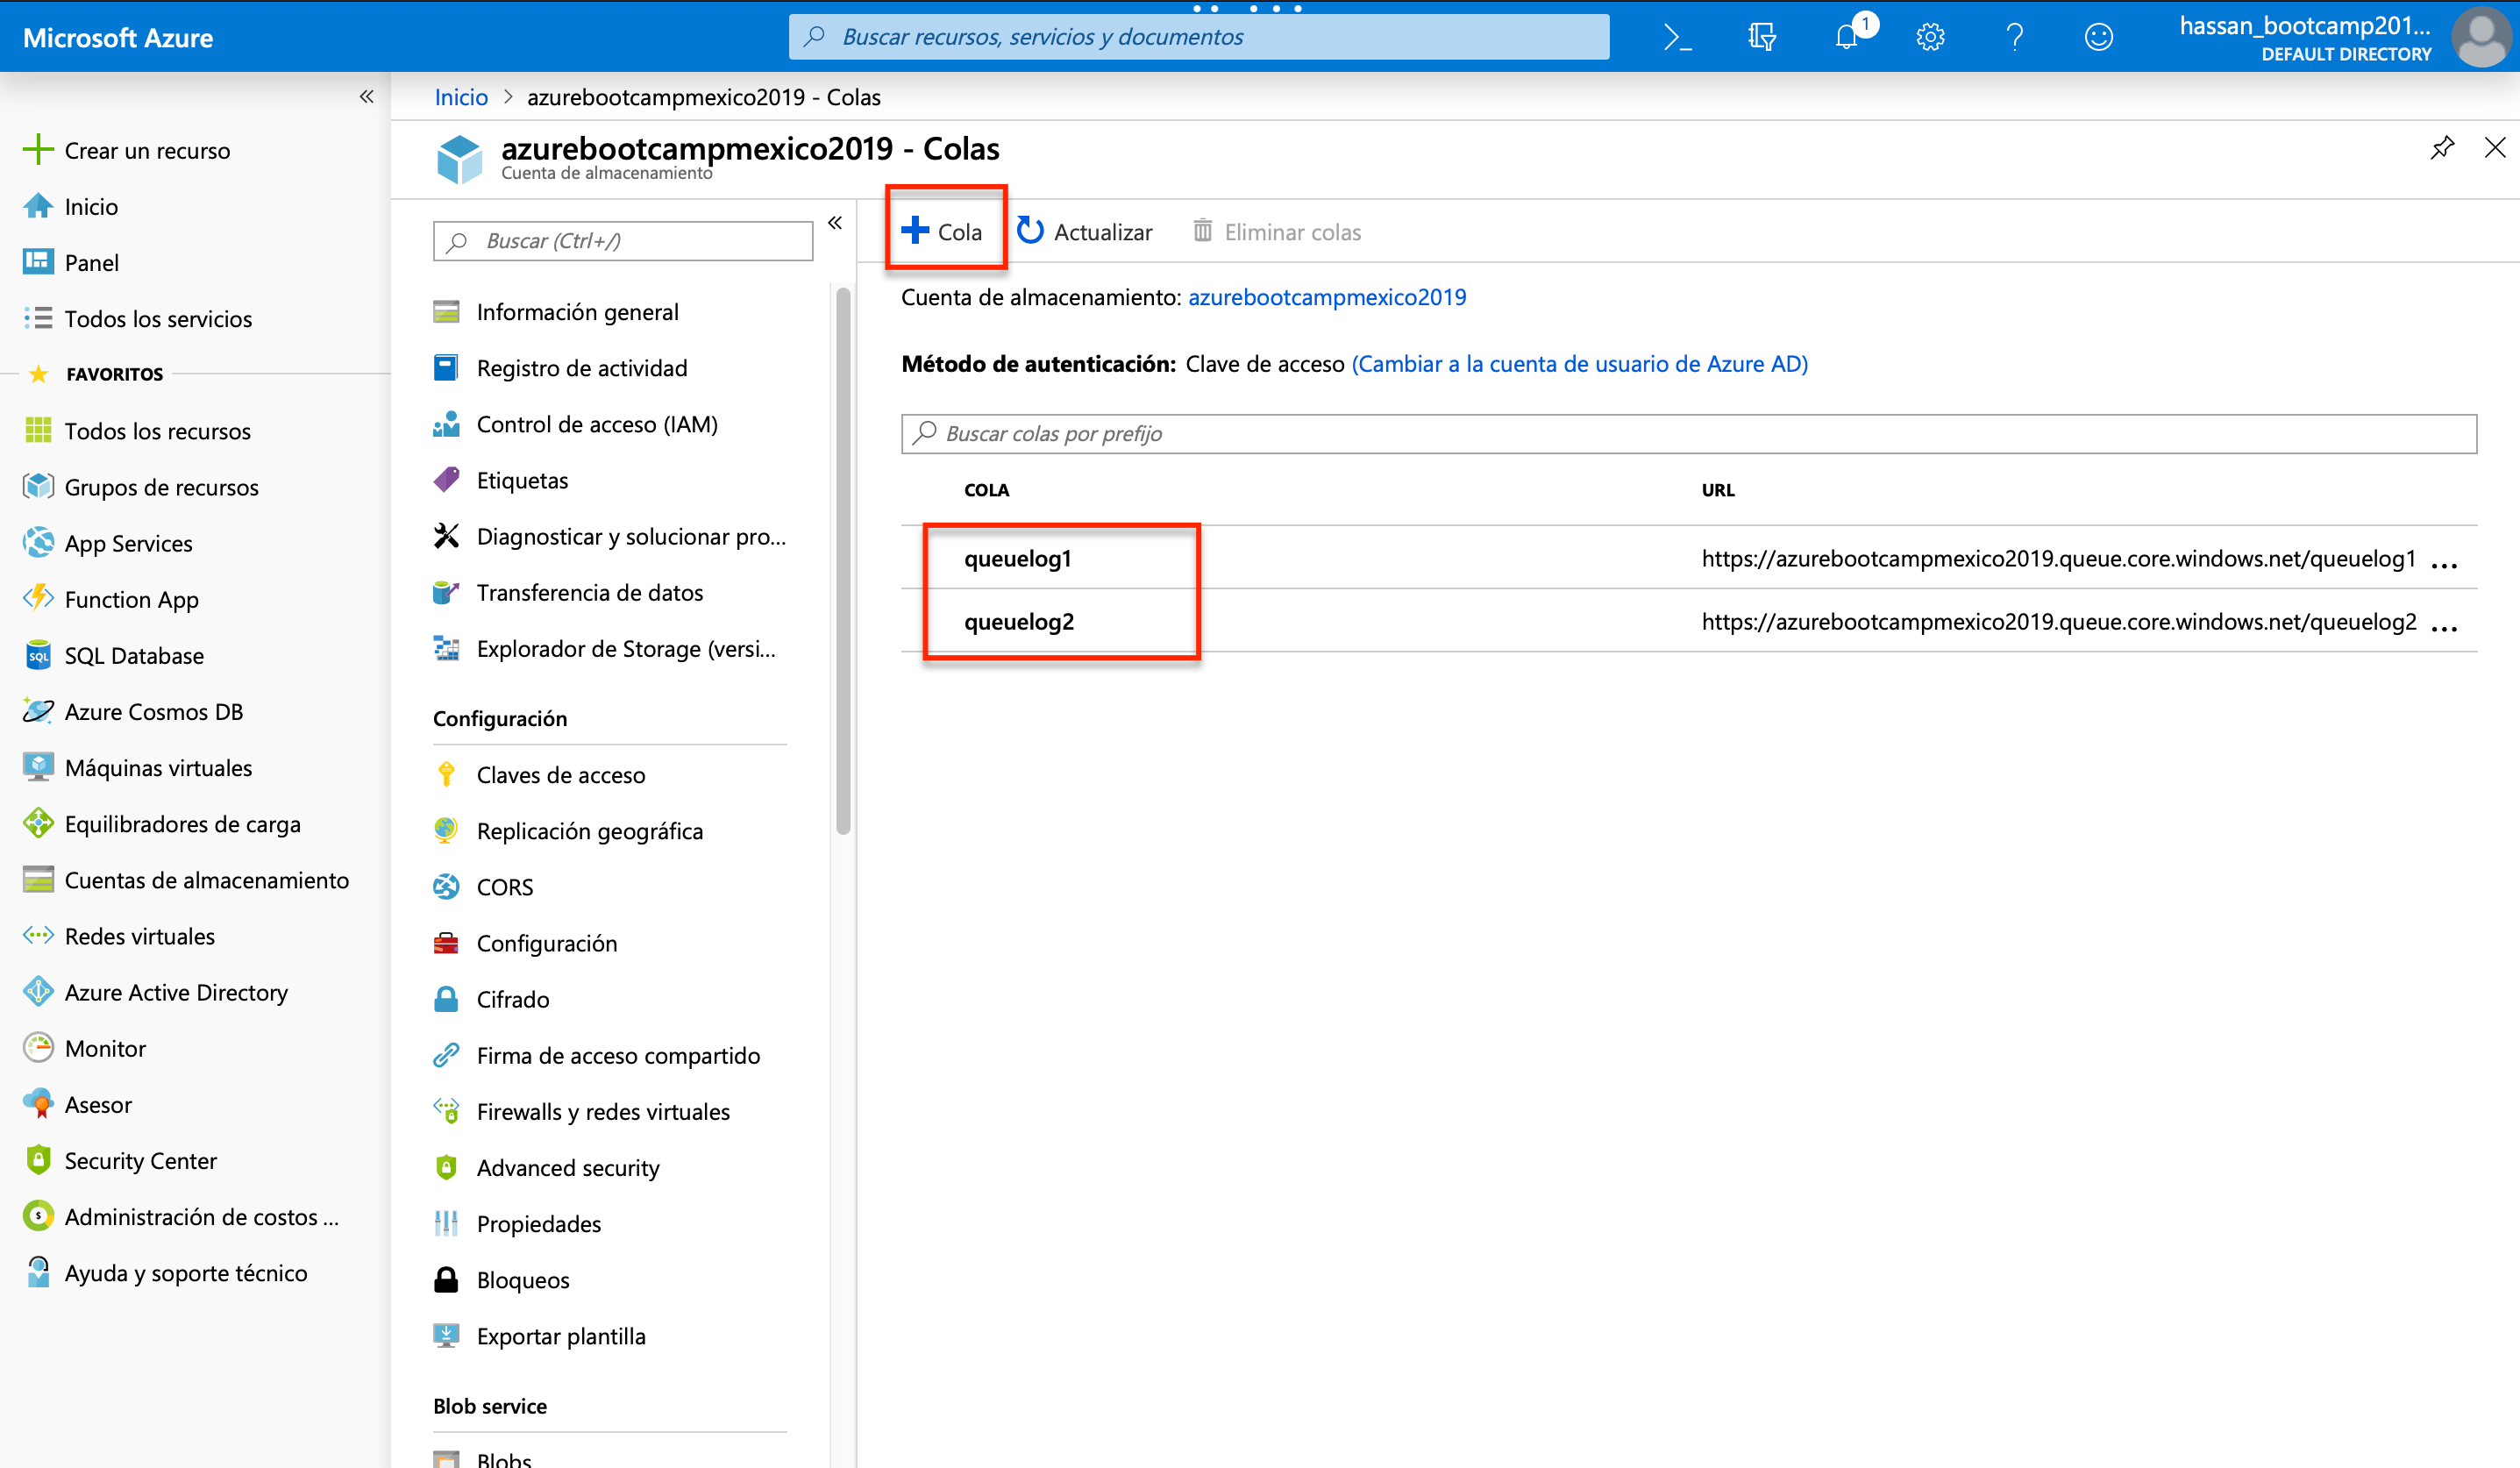 Microsoft Azure
Buscar recursos, servicios y documentos
1
hassan_bootcamp201...
DEFAULT DIRECTORY
Crear un recurso
Inicio
Panel
Todos los servicios
FAVORITOS
Todos los recursos
Grupos de recursos
App Services
Function App
SQL
SQL Database
Azure Cosmos DB
Máquinas virtuales
Equilibradores de carga
Cuentas de almacenamiento
Redes virtuales
Azure Active Directory
Monitor
Asesor
Security Center
Administración de costos ...
Ayuda y soporte técnico
Inicio > azurebootcampmexico2019 - Colas
azurebootcampmexico2019 - Colas
Cuenta de almacenamiento
Buscar (Ctrl+/)
Información general
Registro de actividad
Control de acceso (IAM)
Etiquetas
Diagnosticar y solucionar pro...
Transferencia de datos
Explorador de Storage (versi...
Configuración
Claves de acceso
Replicación geográfica
CORS
Configuración
Cifrado
Firma de acceso compartido
Firewalls y redes virtuales
Advanced security
Propiedades
Bloqueos
Exportar plantilla
Blob service
Blobs
Cola Actualizar Eliminar colas
Cuenta de almacenamiento: azurebootcampmexico2019
Método de autenticación: Clave de acceso (Cambiar a la cuenta de usuario de Azure AD)
Buscar colas por prefijo
COLA URL
queuelog1 https://azurebootcampmexico2019.queue.core.windows.net/queuelog1 ...
queuelog2 https://azurebootcampmexico2019.queue.core.windows.net/queuelog2 ...